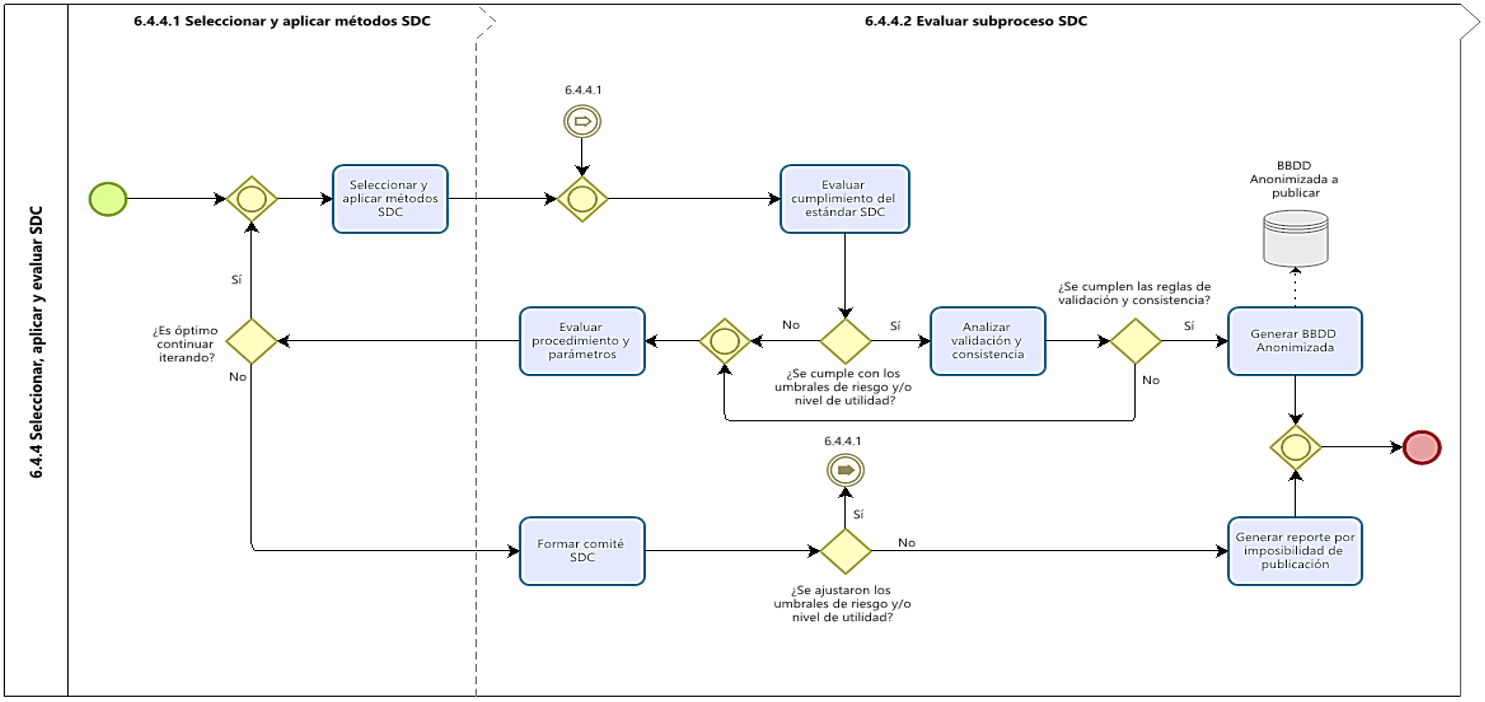 6.4.4.1 Seleccionar y aplicar métodos SDC
6.4.4.2 Evaluar subproceso SDC
6.4.4 Seleccionar, aplicar y evaluar SDC
6.4.4.1
Seleccionar y
aplicar métodos
SDC
Evaluar
cumplimiento del
estándar SDC
BBDD
Anonimizada a
publicar
Sí
¿Es óptimo
continuar
iterando?
No
Evaluar
procedimiento y
parámetros
No
Sí
¿Se cumple con los
umbrales de riesgo y/o
nivel de utilidad?
Analizar
validación y
consistencia
¿Se cumplen las reglas de
validación y consistencia?
Sí
No
Generar BBDD
Anonimizada
6.4.4.1
Sí
Formar comité
SDC
No
¿Se ajustaron los
umbrales de riesgo y/o
nivel de utilidad?
Generar reporte por
imposibilidad de
publicación